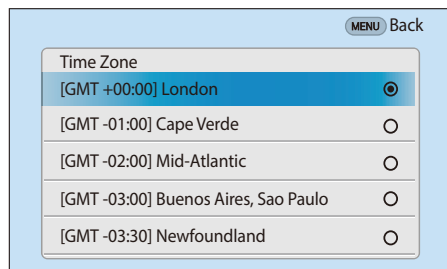 MENU Back
Time Zone
[GMT +00:00] London
[GMT -01:00] Cape Verde
[GMT -02:00] Mid-Atlantic
[GMT -03:00] Buenos Aires, Sao Paulo
[GMT -03:30] Newfoundland